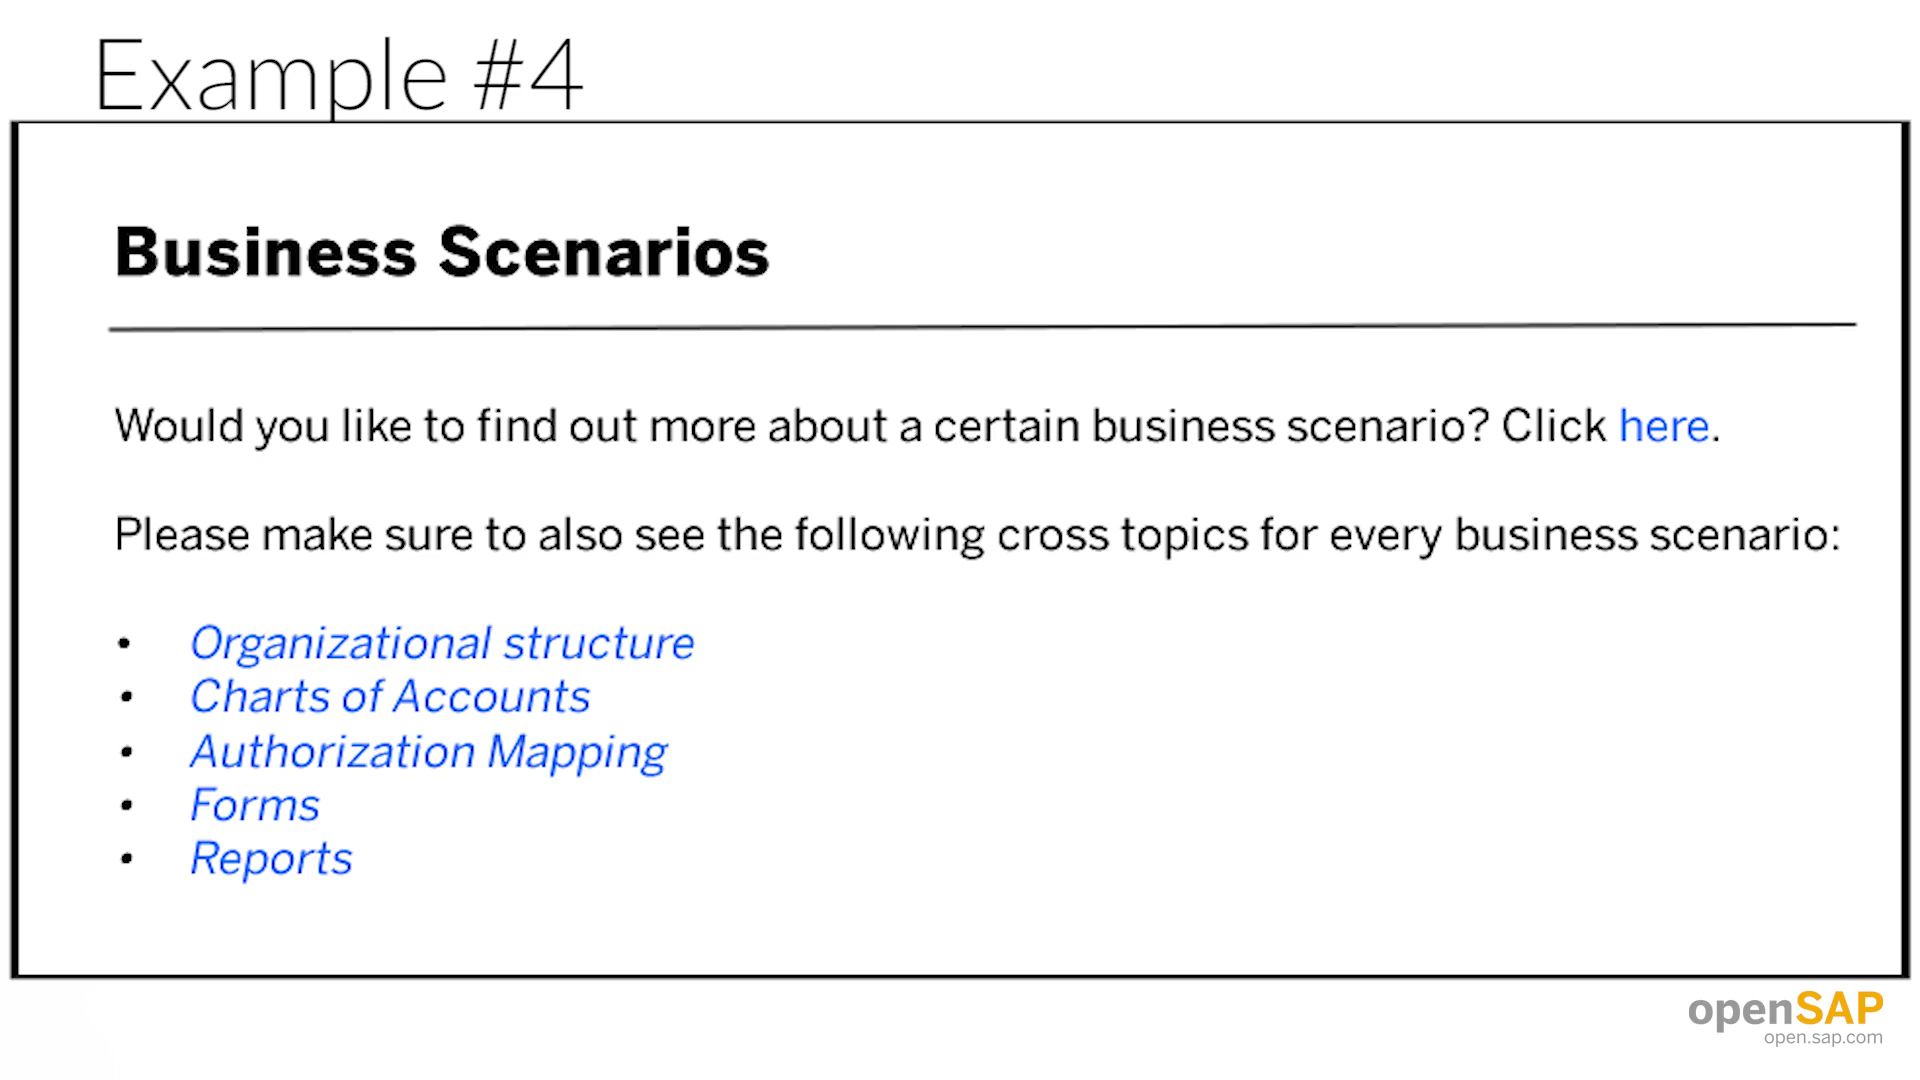 Example #4
Business Scenarios
Would you like to find out more about a certain business scenario? Click here.
Please make sure to also see the following cross topics for every business scenario:
• Organizational structure
• Charts of Accounts
• Authorization Mapping
• Forms
• Reports
openSAP
open.sap.com